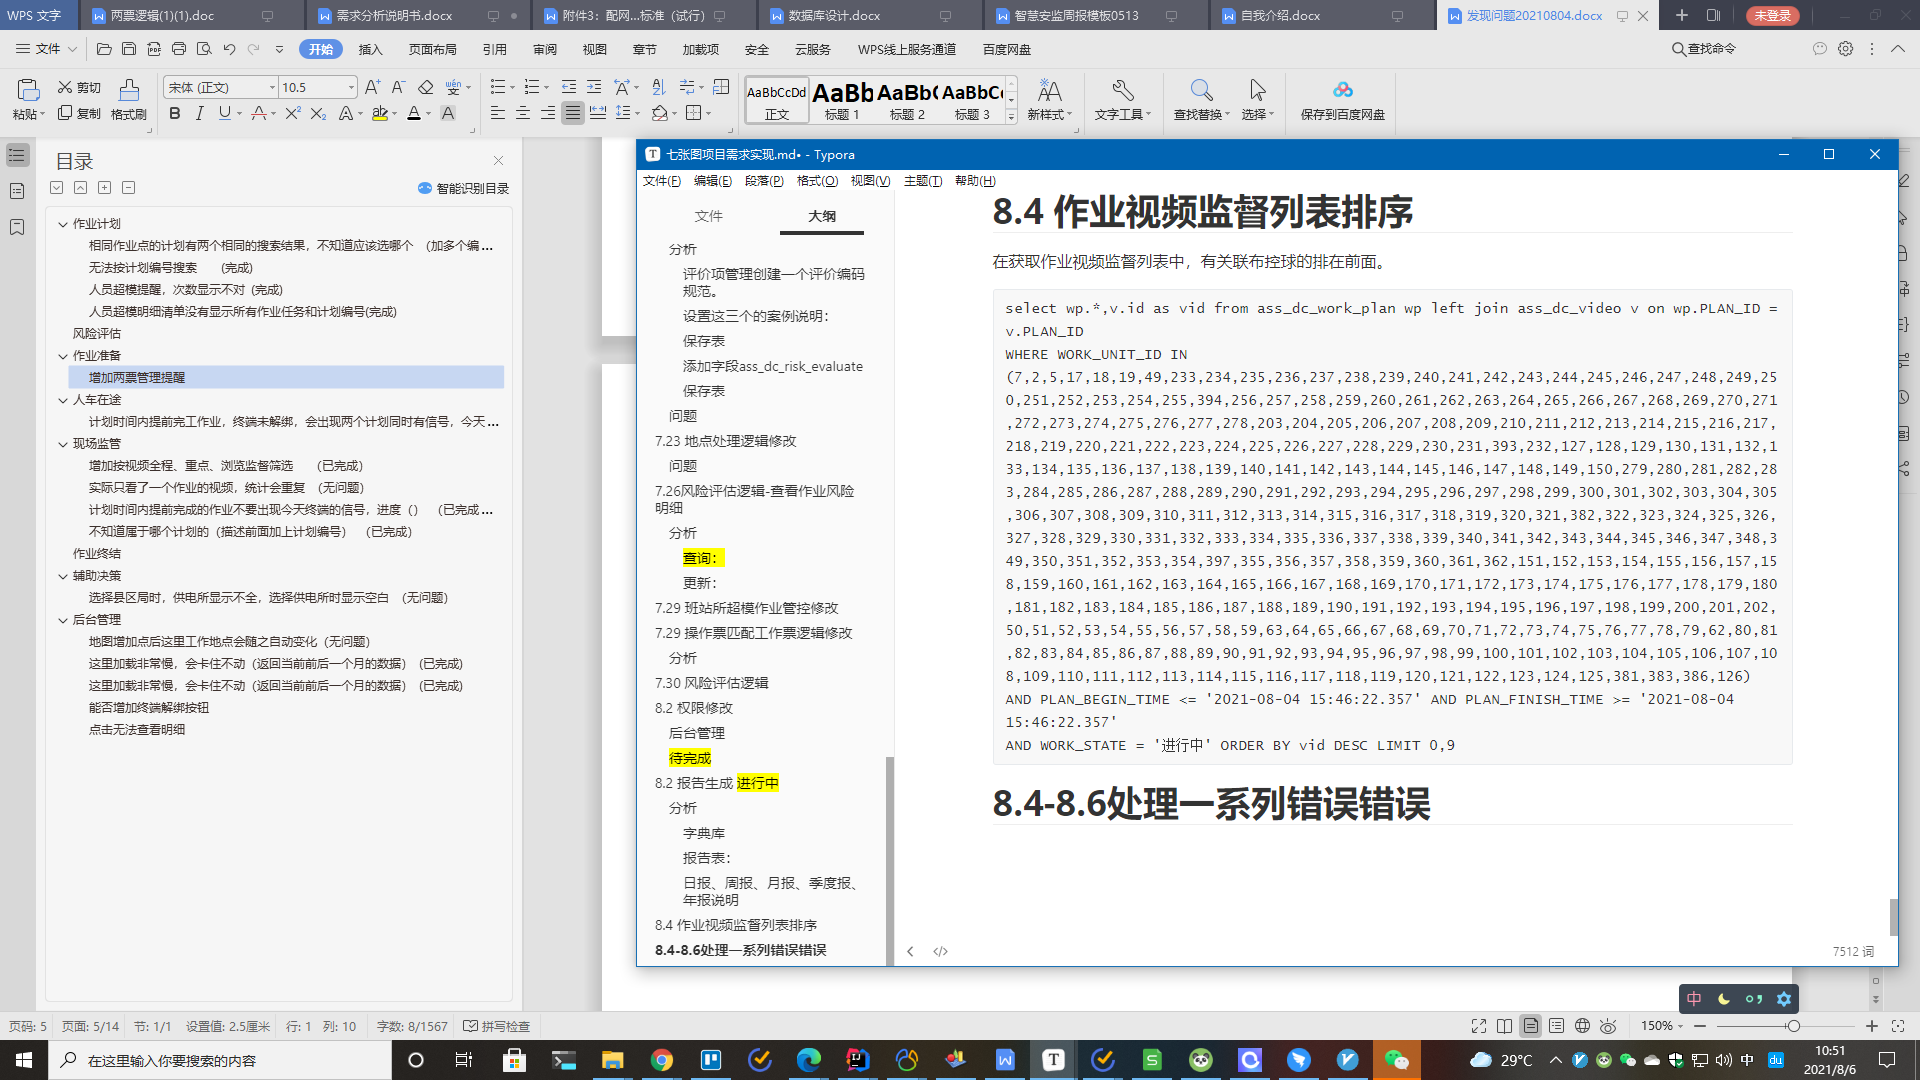 WPS 文字
两票逻辑(1)(1).doc
需求分析说明书.docx
附件3：配网...标准（试行）
数据库设计.docx
智慧安监周报模板0513
自我介绍.docx
发现问题20210804.docx
未登录
文件
开始 插入 页面布局 引用 审阅 视图 章节 加载项 安全 云服务 WPS线上服务通道 百度网盘
查找命令
粘贴
剪切
复制
格式刷
宋体 (正文)
10.5
AaBbCcDd 正文
AaBb 标题 1
AaBb( 标题 2
AaBbC 标题 3
新样式
文字工具
查找替换
选择
保存到百度网盘
目录
智能识别目录
作业计划
相同作业点的计划有两个相同的搜索结果，不知道应该选哪个 （加多个编 ...
无法按计划编号搜索 (完成)
人员超模提醒，次数显示不对 (完成)
人员超模明细清单没有显示所有作业任务和计划编号(完成)
风险评估
作业准备
增加两票管理提醒
人车在途
计划时间内提前完工作业，终端未解绑，会出现两个计划同时有信号，今天 ...
现场监管
增加按视频全程、重点、浏览监督筛选 （已完成）
实际只看了一个作业的视频，统计会重复 （无问题）
计划时间内提前完成的作业不要出现今天终端的信号，进度（） （已完成 ...
不知道属于哪个计划的（描述前面加上计划编号） （已完成）
作业终结
辅助决策
选择县区局时，供电所显示不全，选择供电所时显示空白 （无问题）
后台管理
地图增加点后这里工作地点会随之自动变化（无问题）
这里加载非常慢，会卡住不动（返回当前前后一个月的数据）（已完成）
这里加载非常慢，会卡住不动（返回当前前后一个月的数据）（已完成）
能否增加终端解绑按钮
点击无法查看明细
七张图项目需求实现.md• - Typora
文件(F) 编辑(E) 段落(P) 格式(O) 视图(V) 主题(T) 帮助(H)
文件 大纲
分析
评价项管理创建一个评价编码
规范。
设置这三个的案例说明：
保存表
添加字段ass_dc_risk_evaluate
保存表
问题
7.23 地点处理逻辑修改
问题
7.26风险评估逻辑-查看作业风险
明细
分析
查询：
更新：
7.29 班站所超模作业管控修改
7.29 操作票匹配工作票逻辑修改
分析
7.30 风险评估逻辑
8.2 权限修改
后台管理
待完成
8.2 报告生成 进行中
分析
字典库
报告表：
日报、周报、月报、季度报、
年报说明
8.4 作业视频监督列表排序
8.4-8.6处理一系列错误错误
8.4 作业视频监督列表排序
在获取作业视频监督列表中，有关联布控球的排在前面。
select wp.*,v.id as vid from ass_dc_work_plan wp left join ass_dc_video v on wp.PLAN_ID =
v.PLAN_ID
WHERE WORK_UNIT_ID IN
(7,2,5,17,18,19,49,233,234,235,236,237,238,239,240,241,242,243,244,245,246,247,248,249,25
0,251,252,253,254,255,394,256,257,258,259,260,261,262,263,264,265,266,267,268,269,270,271
,272,273,274,275,276,277,278,203,204,205,206,207,208,209,210,211,212,213,214,215,216,217,
218,219,220,221,222,223,224,225,226,227,228,229,230,231,393,232,127,128,129,130,131,132,1
33,134,135,136,137,138,139,140,141,142,143,144,145,146,147,148,149,150,279,280,281,282,28
3,284,285,286,287,288,289,290,291,292,293,294,295,296,297,298,299,300,301,302,303,304,305
,306,307,308,309,310,311,312,313,314,315,316,317,318,319,320,321,382,322,323,324,325,326,
327,328,329,330,331,332,333,334,335,336,337,338,339,340,341,342,343,344,345,346,347,348,3
49,350,351,352,353,354,397,355,356,357,358,359,360,361,362,151,152,153,154,155,156,157,15
8,159,160,161,162,163,164,165,166,167,168,169,170,171,172,173,174,175,176,177,178,179,180
,181,182,183,184,185,186,187,188,189,190,191,192,193,194,195,196,197,198,199,200,201,202,
50,51,52,53,54,55,56,57,58,59,63,64,65,66,67,68,69,70,71,72,73,74,75,76,77,78,79,62,80,81
,82,83,84,85,86,87,88,89,90,91,92,93,94,95,96,97,98,99,100,101,102,103,104,105,106,107,10
8,109,110,111,112,113,114,115,116,117,118,119,120,121,122,123,124,125,381,383,386,126)
AND PLAN_BEGIN_TIME <= '2021-08-04 15:46:22.357' AND PLAN_FINISH_TIME >= '2021-08-04
15:46:22.357'
AND WORK_STATE = '进行中' ORDER BY vid DESC LIMIT 0,9
8.4-8.6处理一系列错误错误
7512 词
中
页码: 5 页面: 5/14 节: 1/1 设置值: 2.5厘米 行: 1 列: 10 字数: 8/1567 拼写检查
150%
在这里输入你要搜索的内容
29°C
中
du
10:51
2021/8/6